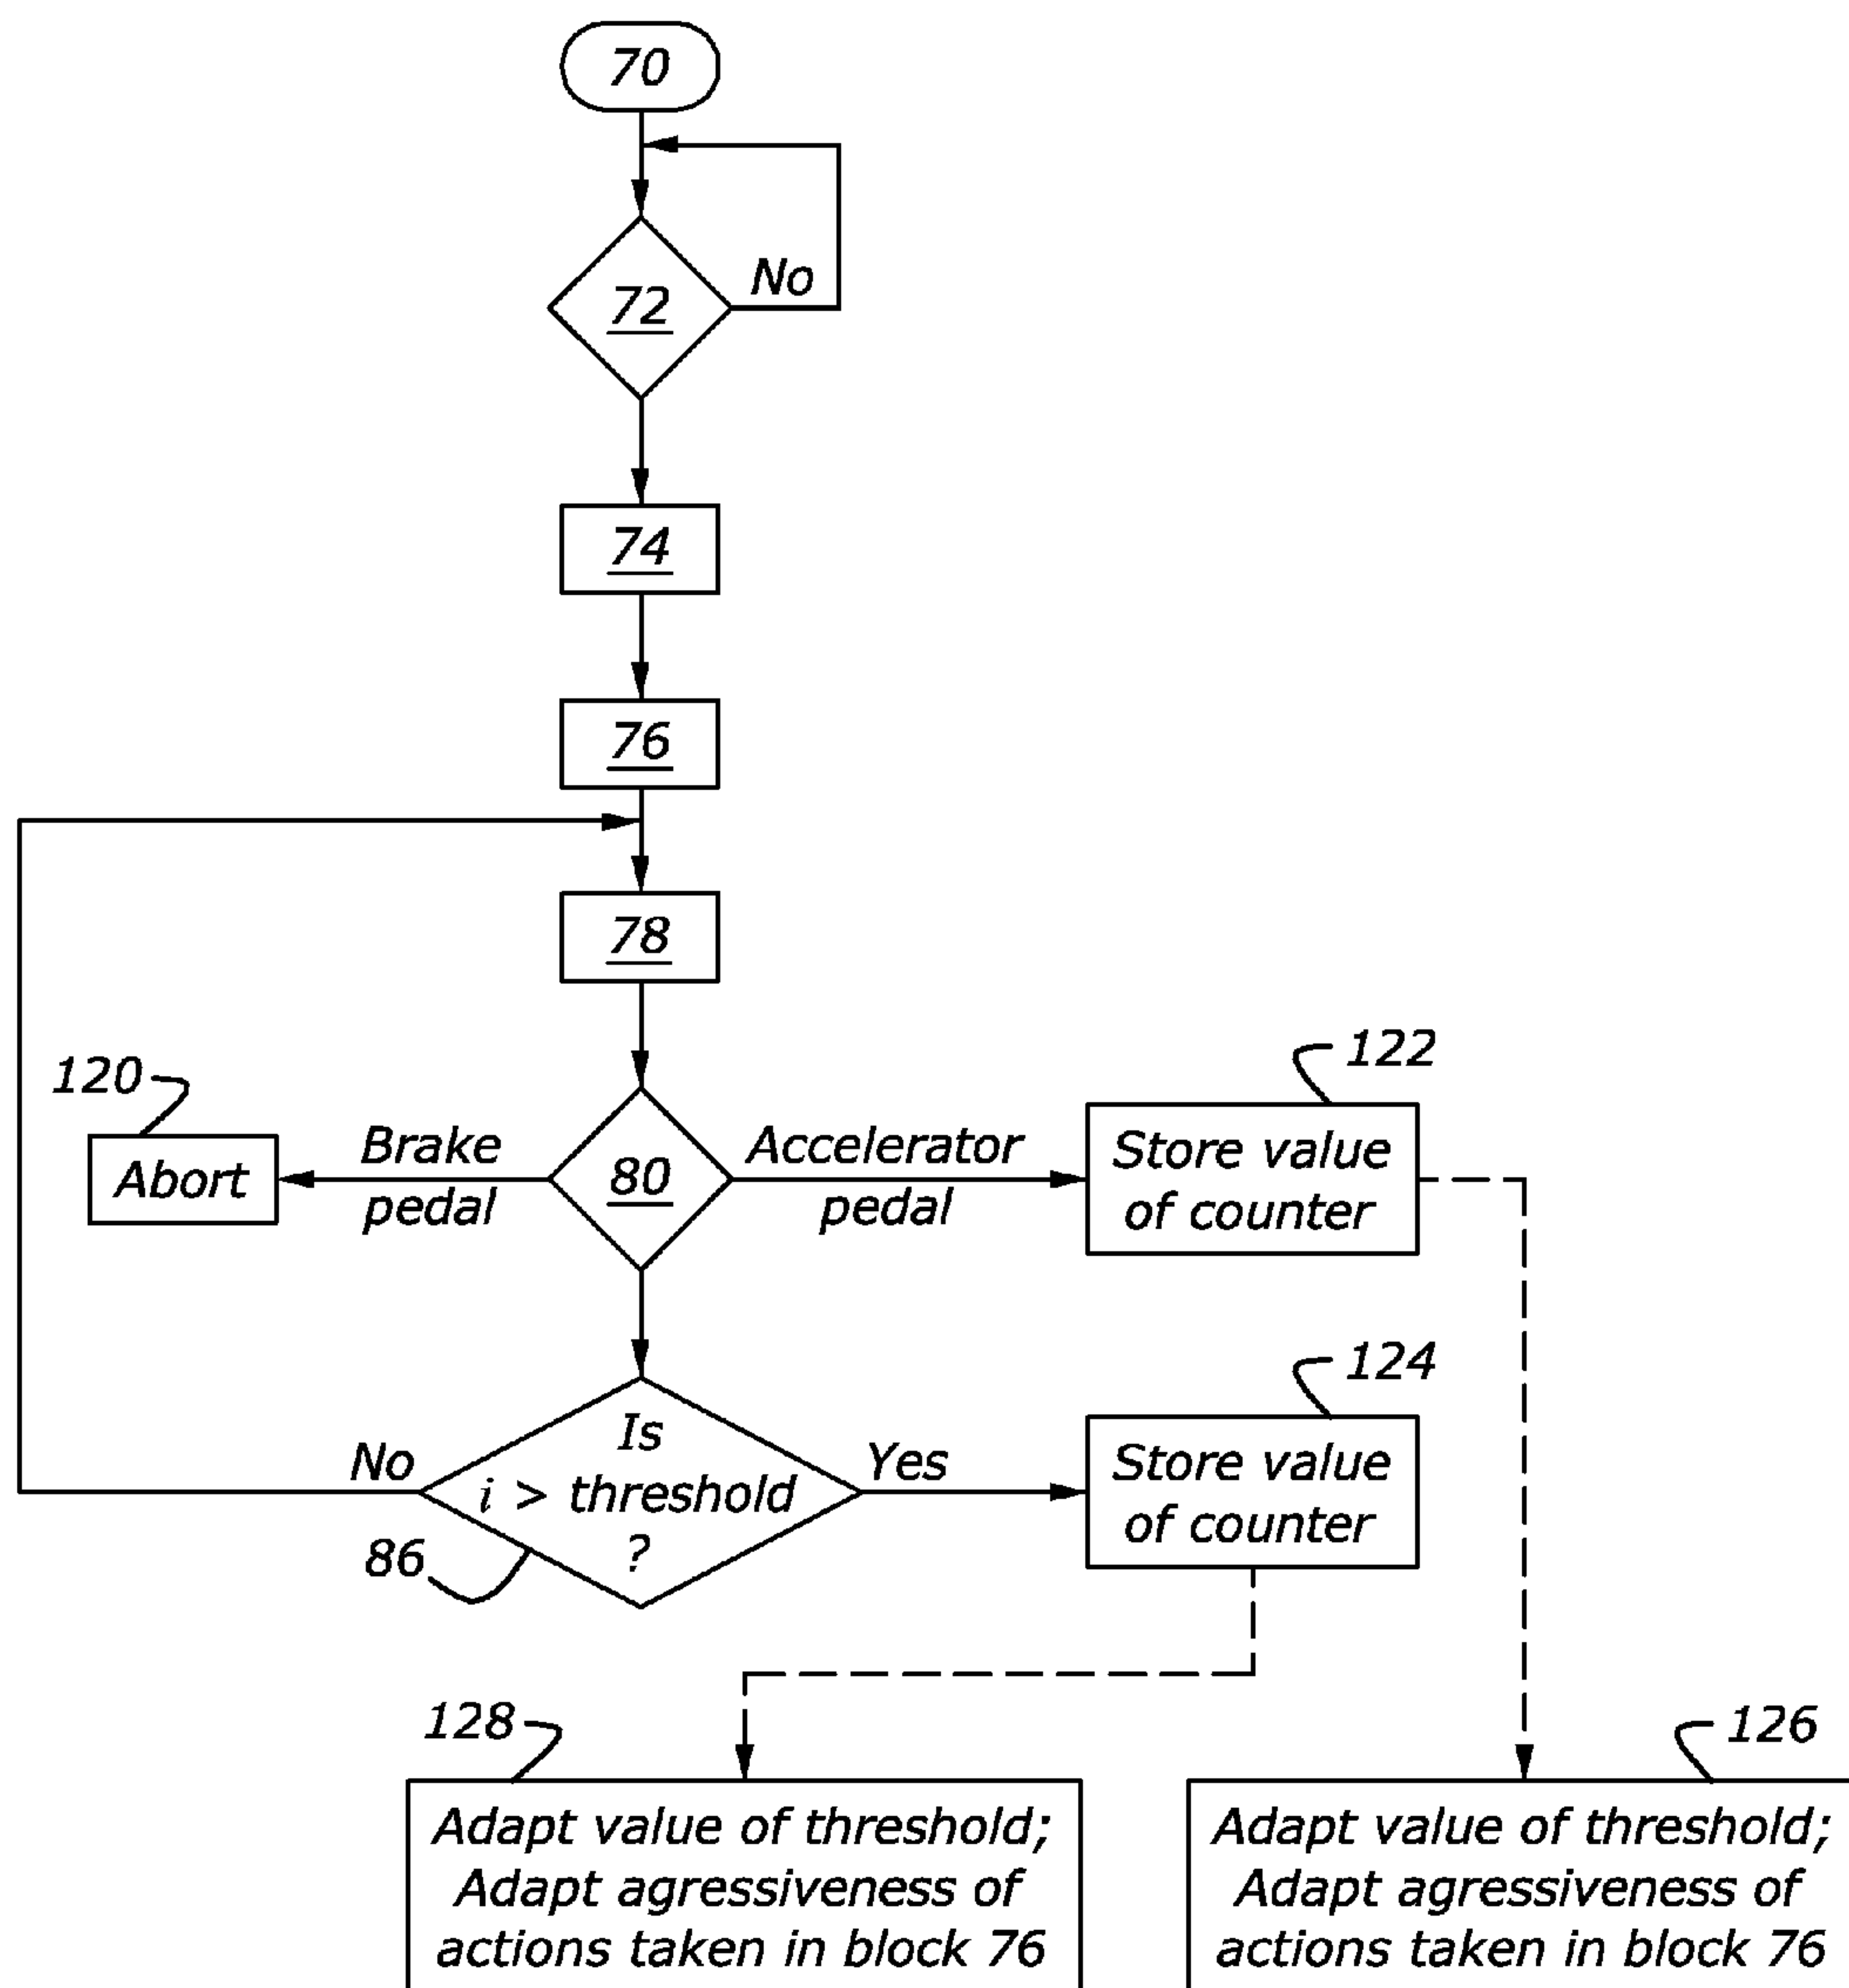 70
72
No
74
76
78
120
122
Abort
Brake
pedal
80
Accelerator
pedal
Store value
of counter
124
No
Is
i > threshold
?
Yes
Store value
of counter
86
128
126
Adapt value of threshold;
Adapt agressiveness of
actions taken in block 76
Adapt value of threshold;
Adapt agressiveness of
actions taken in block 76